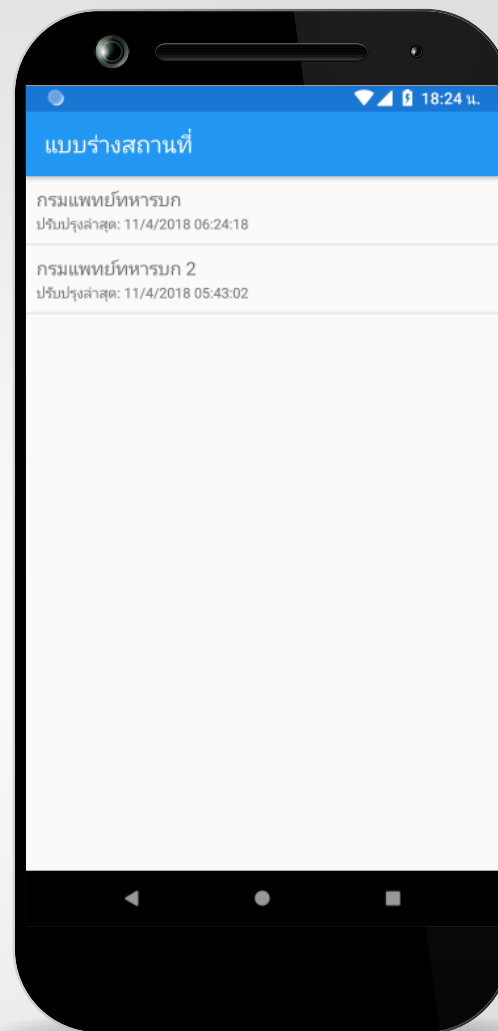 18:24 น.
แบบร่างสถานที่
กรมแพทย์ทหารบก
ปรับปรุงล่าสุด: 11/4/2018 06:24:18
กรมแพทย์ทหารบก 2
ปรับปรุงล่าสุด: 11/4/2018 05:43:02